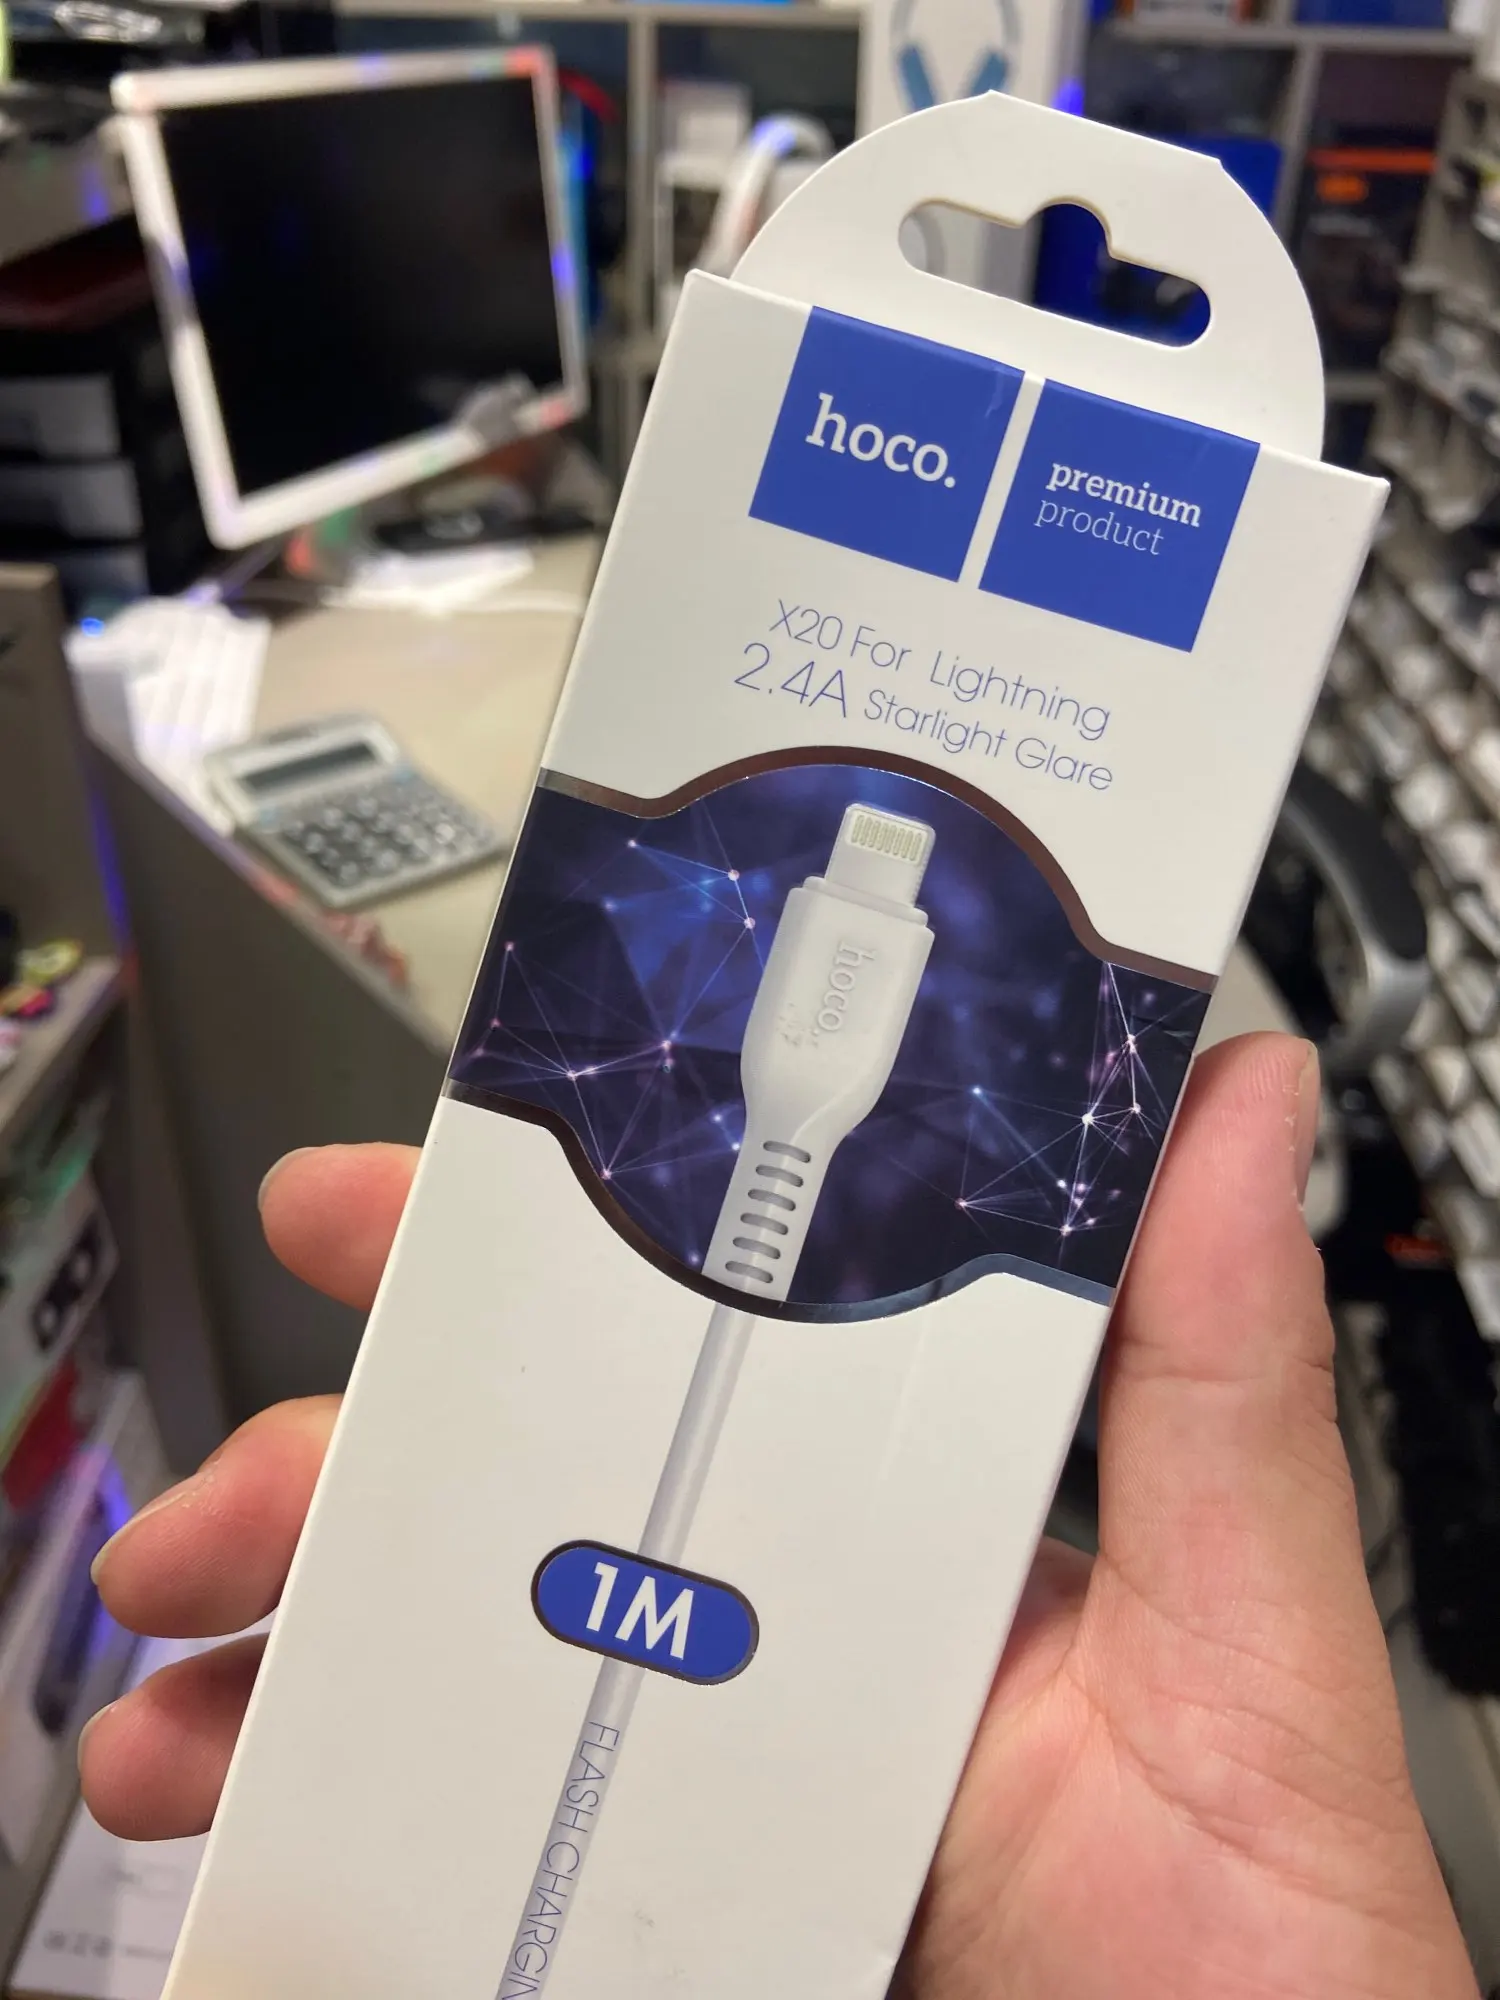 hoco.
premium
product
X20 For Lightning
2.4A Starlight Glare
hoco.
1M
FLASH CHARGIN